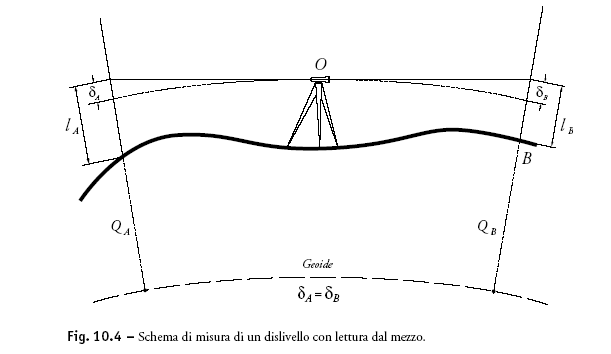 O
δA
δB
lA
lB
B
QA
QB
Geoide
δA = δB
Fig. 10.4 – Schema di misura di un dislivello con lettura dal mezzo.